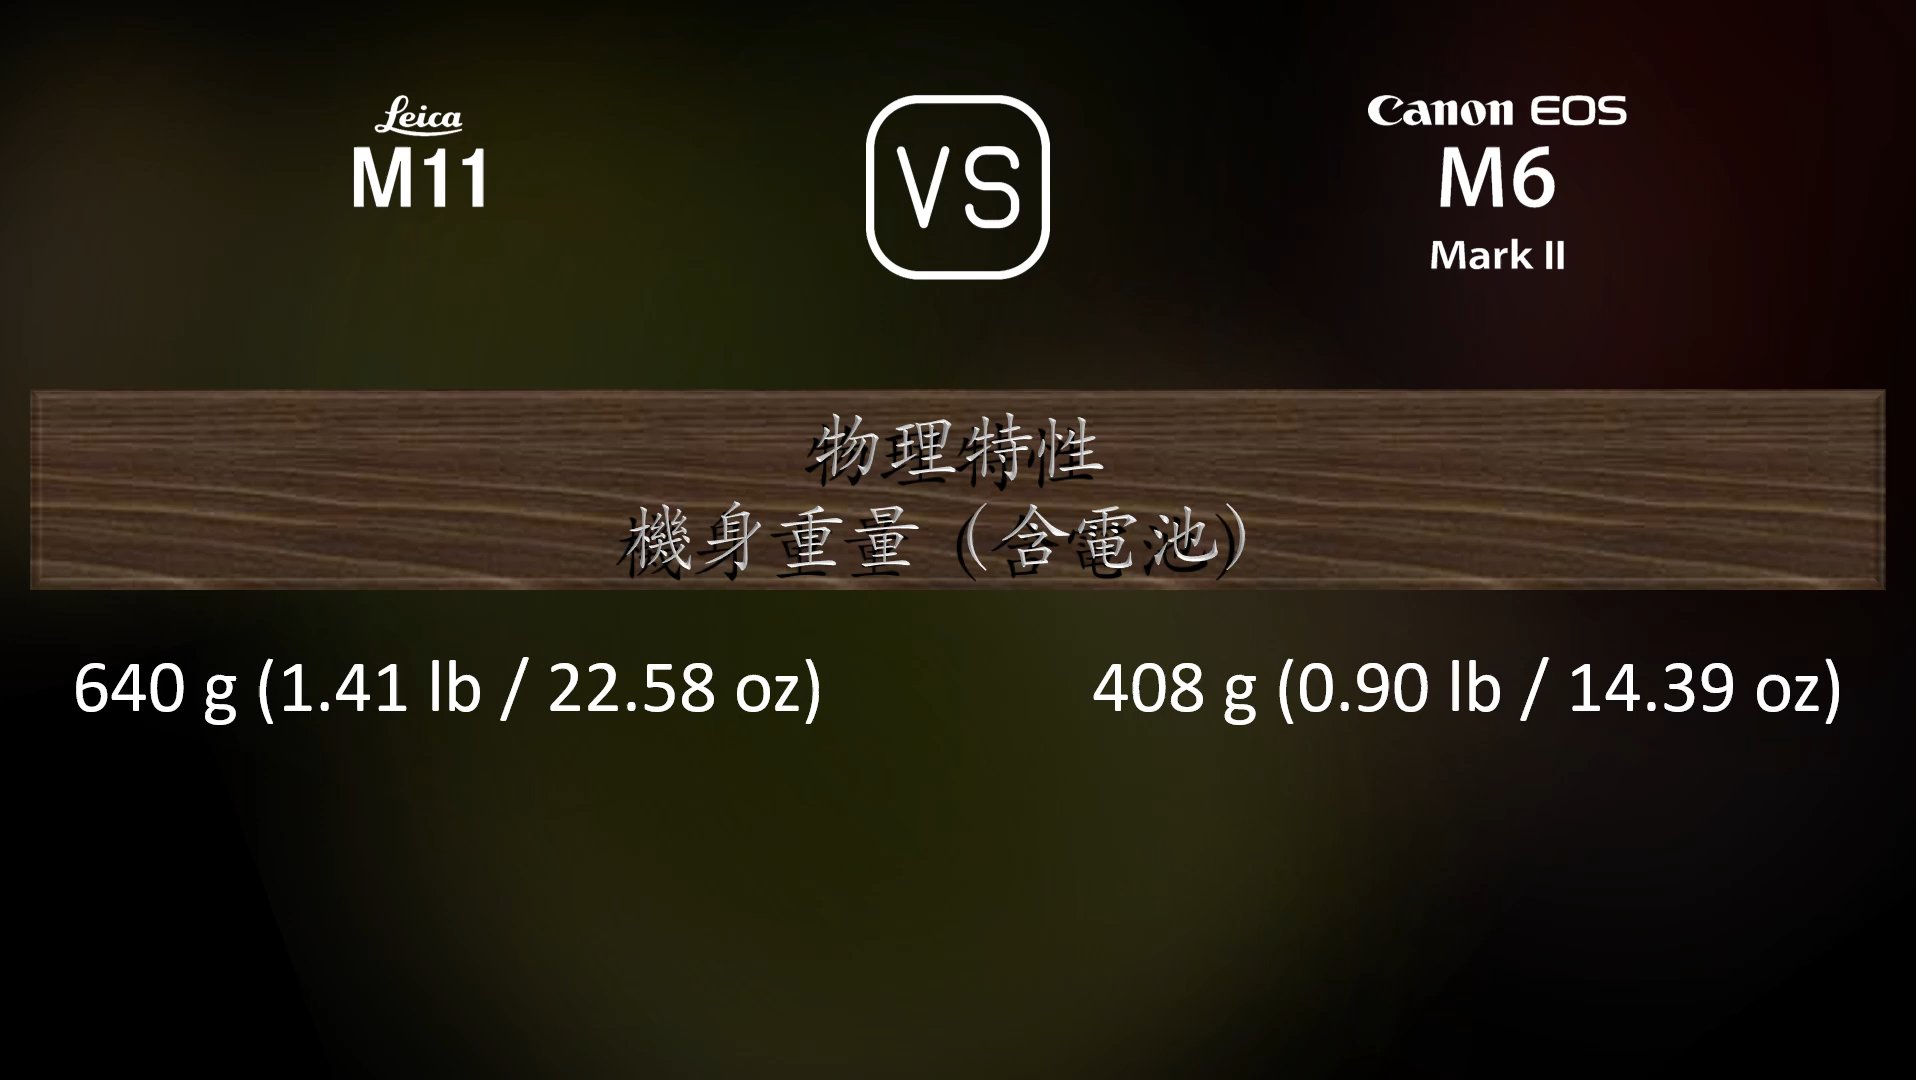 Leica
M11
VS
Canon EOS
M6
Mark II
物理特性
機身重量（含電池）
640 g (1.41 lb / 22.58 oz)
408 g (0.90 lb / 14.39 oz)